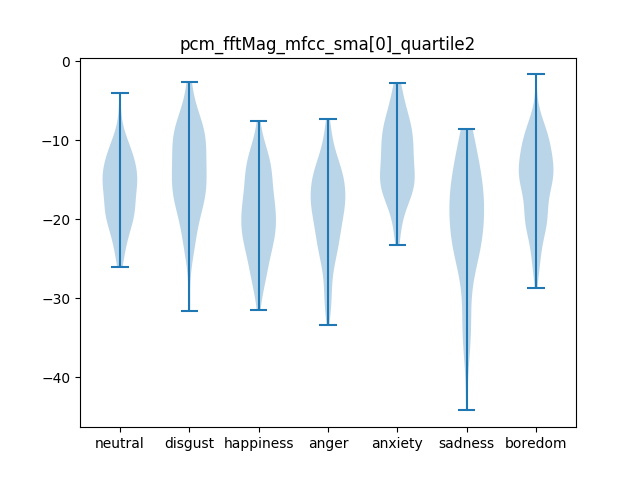 pcm_fftMag_mfcc_sma[0]_quartile2
0
−10
−20
−30
−40
neutral disgust happiness anger anxiety sadness boredom